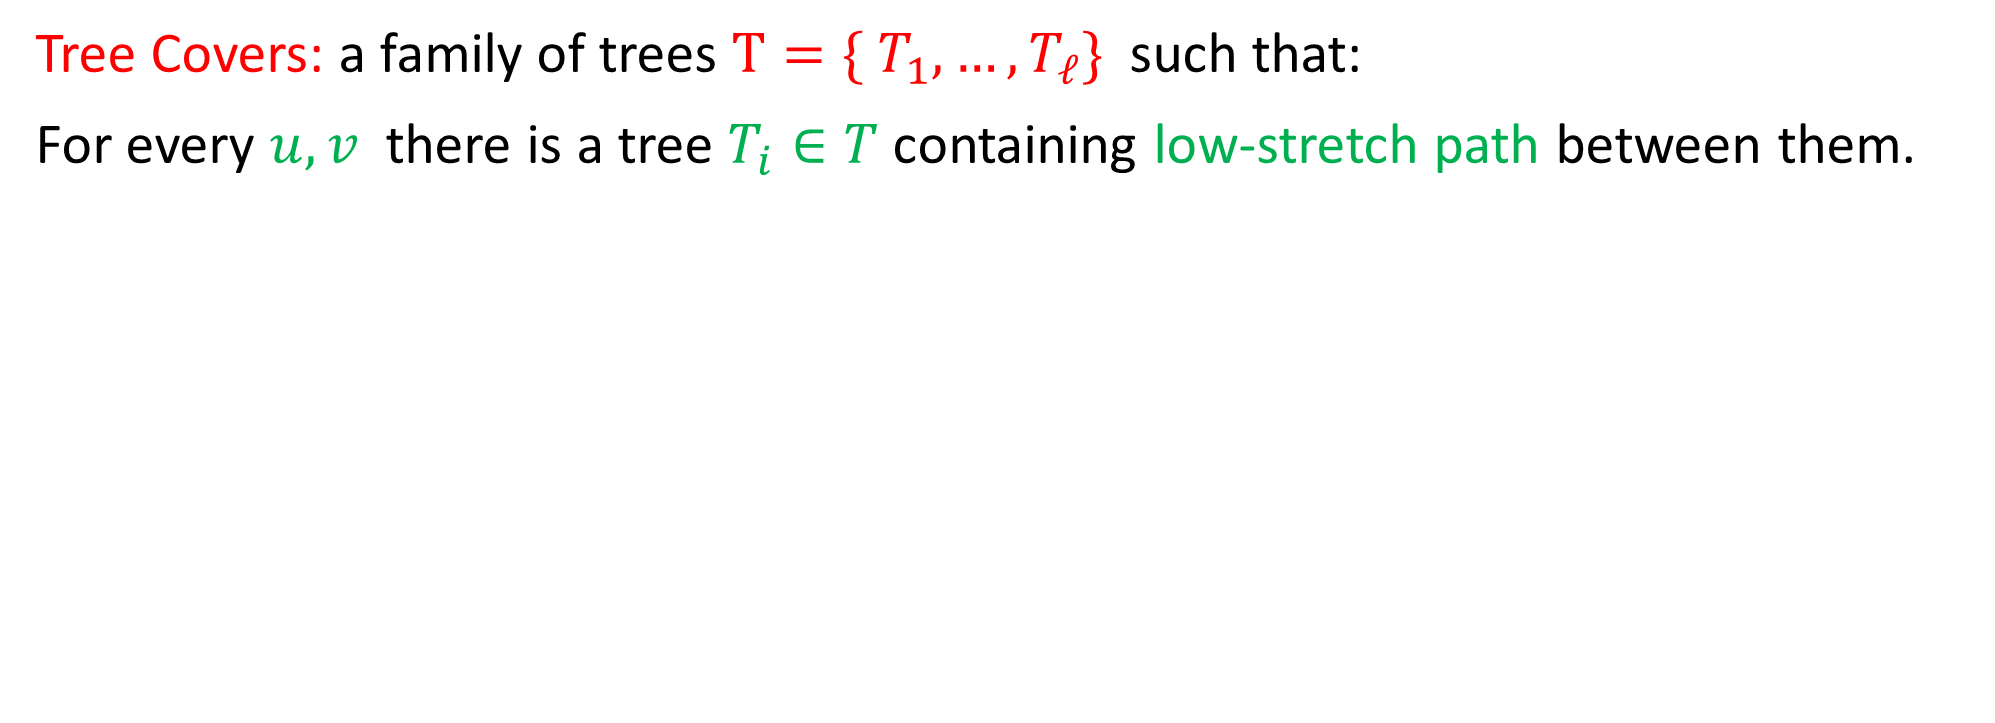 Tree Covers: a family of trees T = { T₁, … , Tℓ} such that:
For every u, v there is a tree Tᵢ ∈ T containing low-stretch path between them.